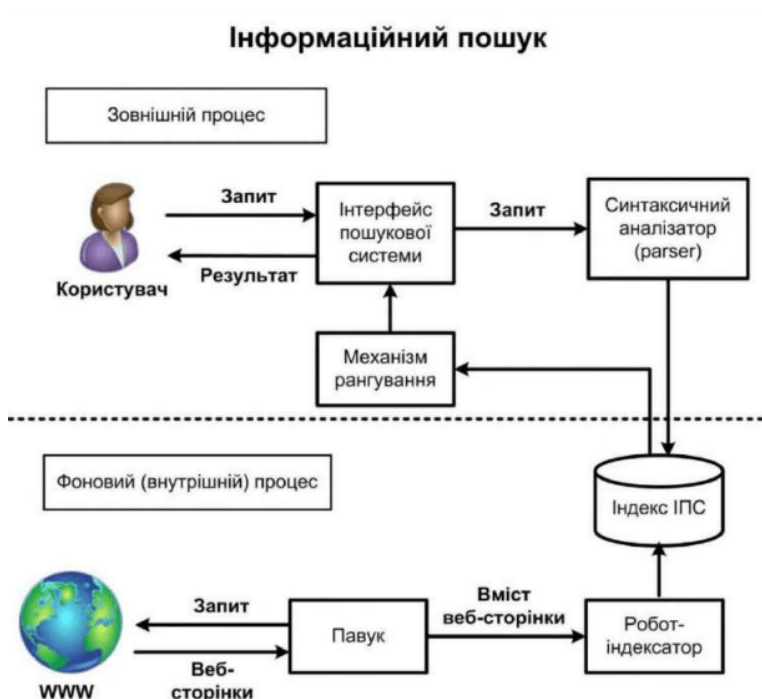 Інформаційний пошук
Зовнішній процес
Запит
Результат
Користувач
Інтерфейс
пошукової
системи
Запит
Синтаксичний
аналізатор
(parser)
Механізм
рангування
Фоновий (внутрішній) процес
Індекс ІПС
Запит
Веб-
сторінки
WWW
Павук
Вміст
веб-сторінки
Робот-
індексатор